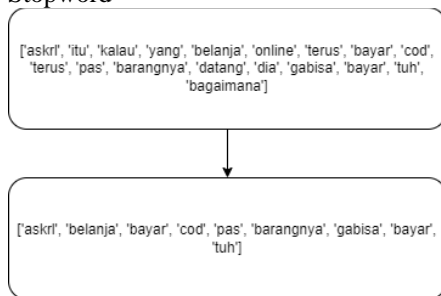 Stopword
['askrl', 'itu', 'kalau', 'yang', 'belanja', 'online', 'terus', 'bayar', 'cod',
'terus', 'pas', 'barangnya', 'datang', 'dia', 'gabisa', 'bayar', 'tuh',
'bagaimana']
['askrl', 'belanja', 'bayar', 'cod', 'pas', 'barangnya', 'gabisa', 'bayar',
'tuh']